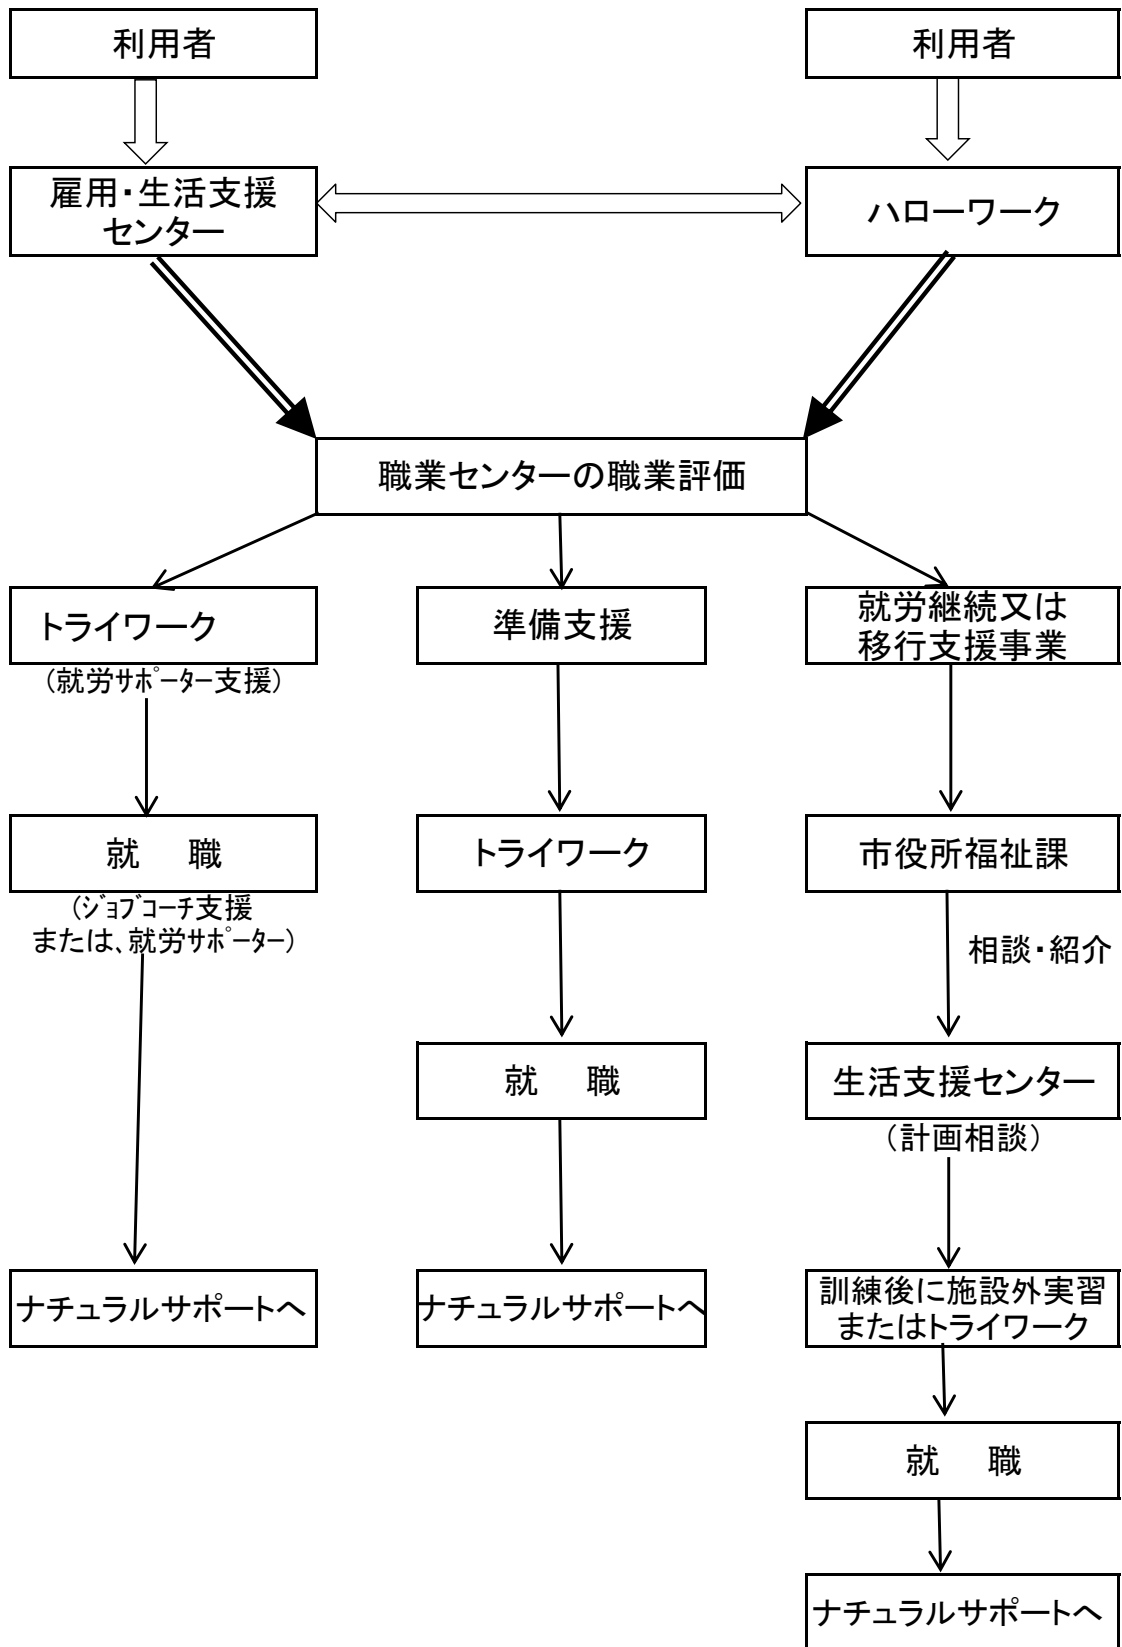 利用者
利用者
雇用・生活支援
センター
ハローワーク
職業センターの職業評価
トライワーク
(就労ｻﾎﾟｰﾀｰ支援)
準備支援
就労継続又は
移行支援事業
就　職
(ｼﾞｮﾌﾞｺｰﾁ支援
または、就労ｻﾎﾟｰﾀｰ)
トライワーク
市役所福祉課
相談・紹介
就　職
生活支援センター
(計画相談)
ナチュラルサポートへ
ナチュラルサポートへ
訓練後に施設外実習
またはトライワーク
就　職
ナチュラルサポートへ